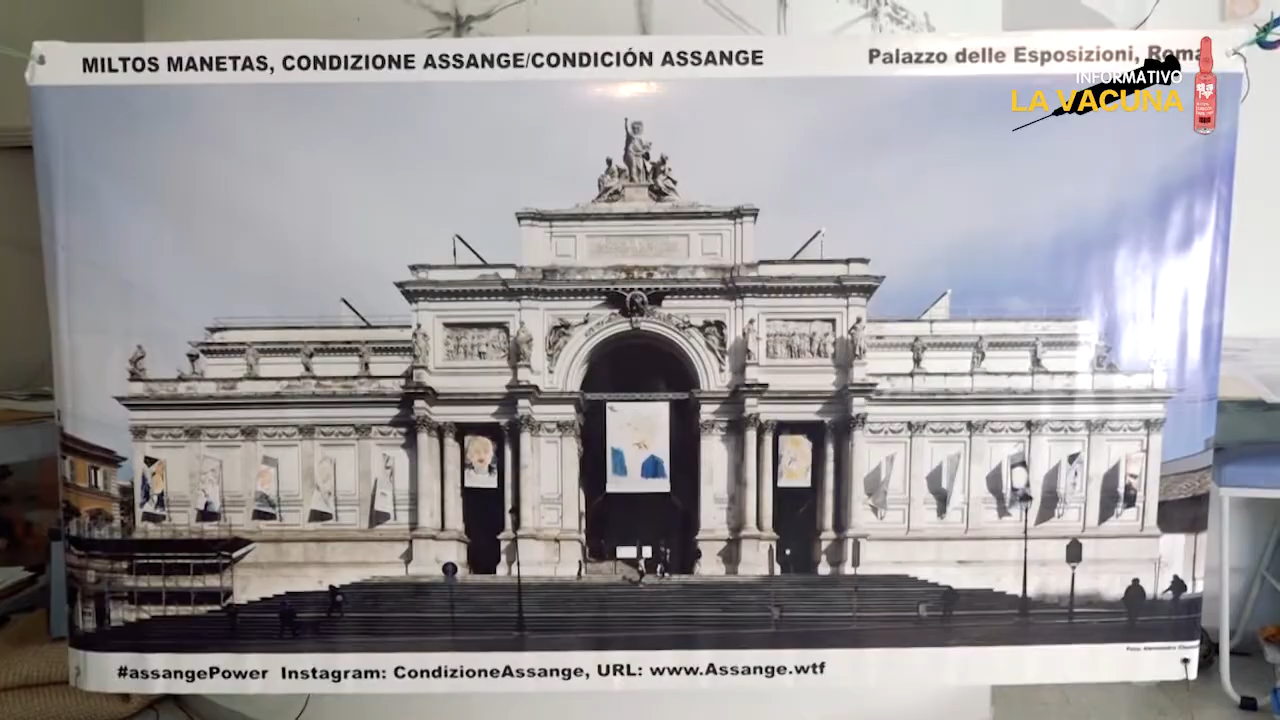 MILTOS MANETAS, CONDIZIONE ASSANGE/CONDICIÓN ASSANGE
Palazzo delle Esposizioni, Roma
INFORMATIVO
LA VACUNA
#assangePower Instagram: CondizioneAssange, URL: www.Assange.wtf